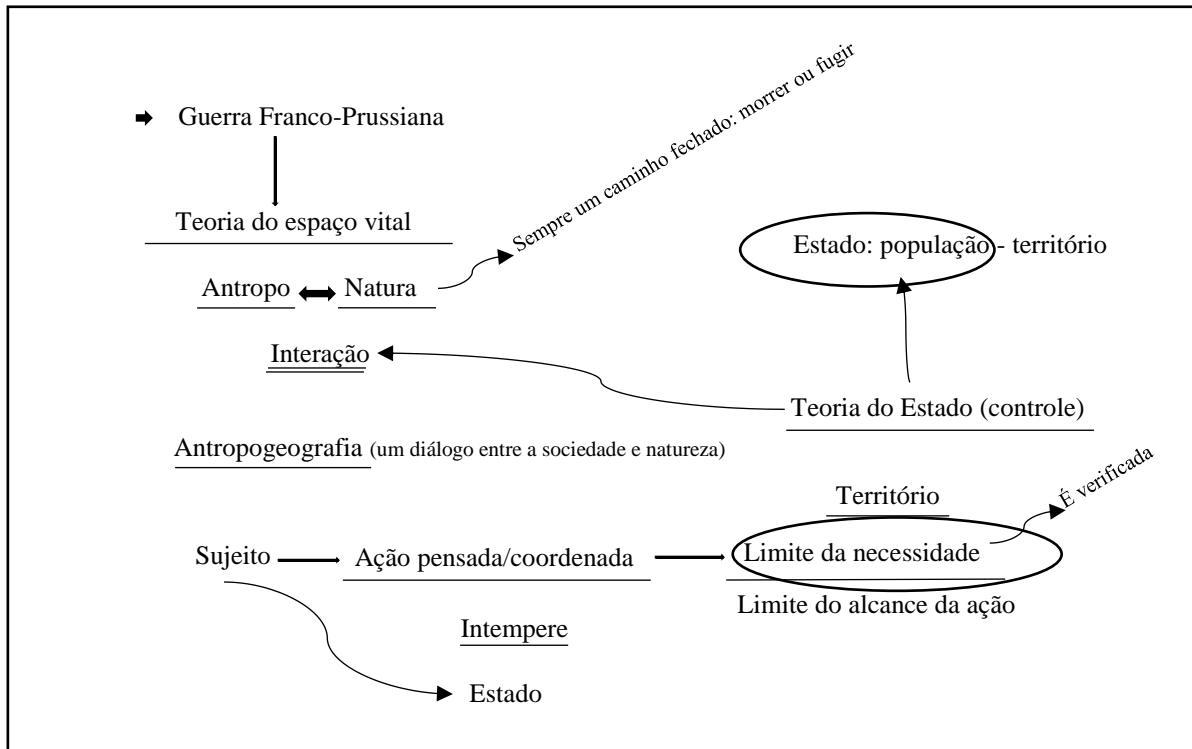 Guerra Franco-Prussiana
Sempre um caminho fechado: morrer ou fugir
Teoria do espaço vital
Estado: população - território
Antropo
Natura
Interação
Teoria do Estado (controle)
Antropogeografia (um diálogo entre a sociedade e natureza)
Território
É verificada
Sujeito
Ação pensada/coordenada
Limite da necessidade
Limite do alcance da ação
Intempere
Estado